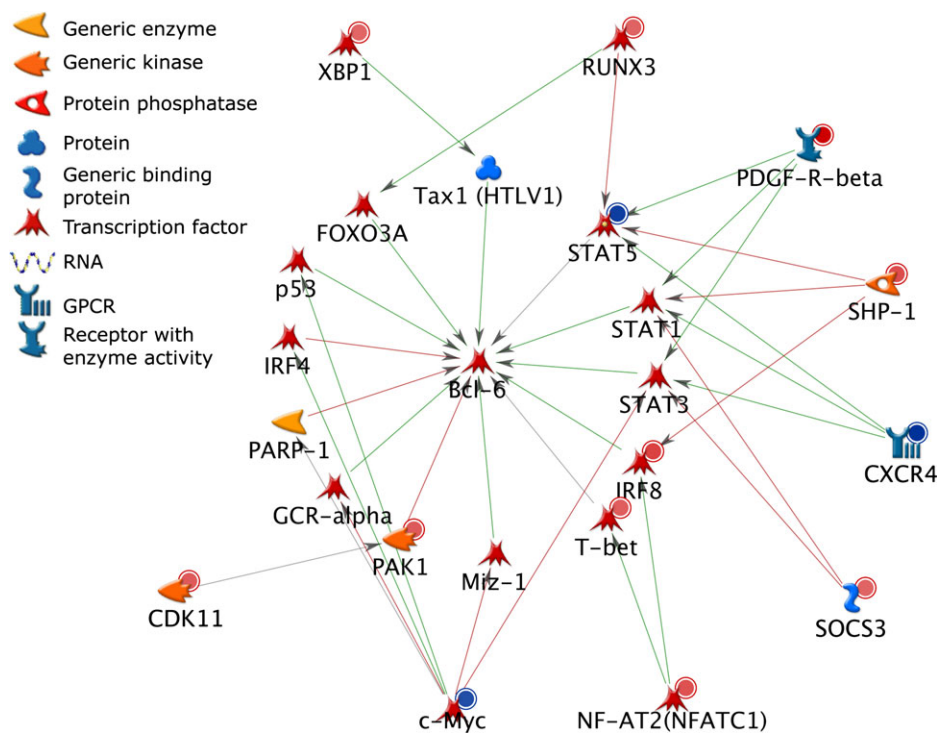 Generic enzyme
Generic kinase
Protein phosphatase
Protein
Generic binding
protein
Transcription factor
RNA
GPCR
Receptor with
enzyme activity
XBP1
RUNX3
PDGF-R-beta
Tax1 (HTLV1)
FOXO3A
STAT5
p53
SHP-1
STAT1
IRF4
Bcl-6
STAT3
PARP-1
CXCR4
IRF8
GCR-alpha
T-bet
PAK1
Miz-1
CDK11
SOCS3
c-Myc
NF-AT2(NFATC1)